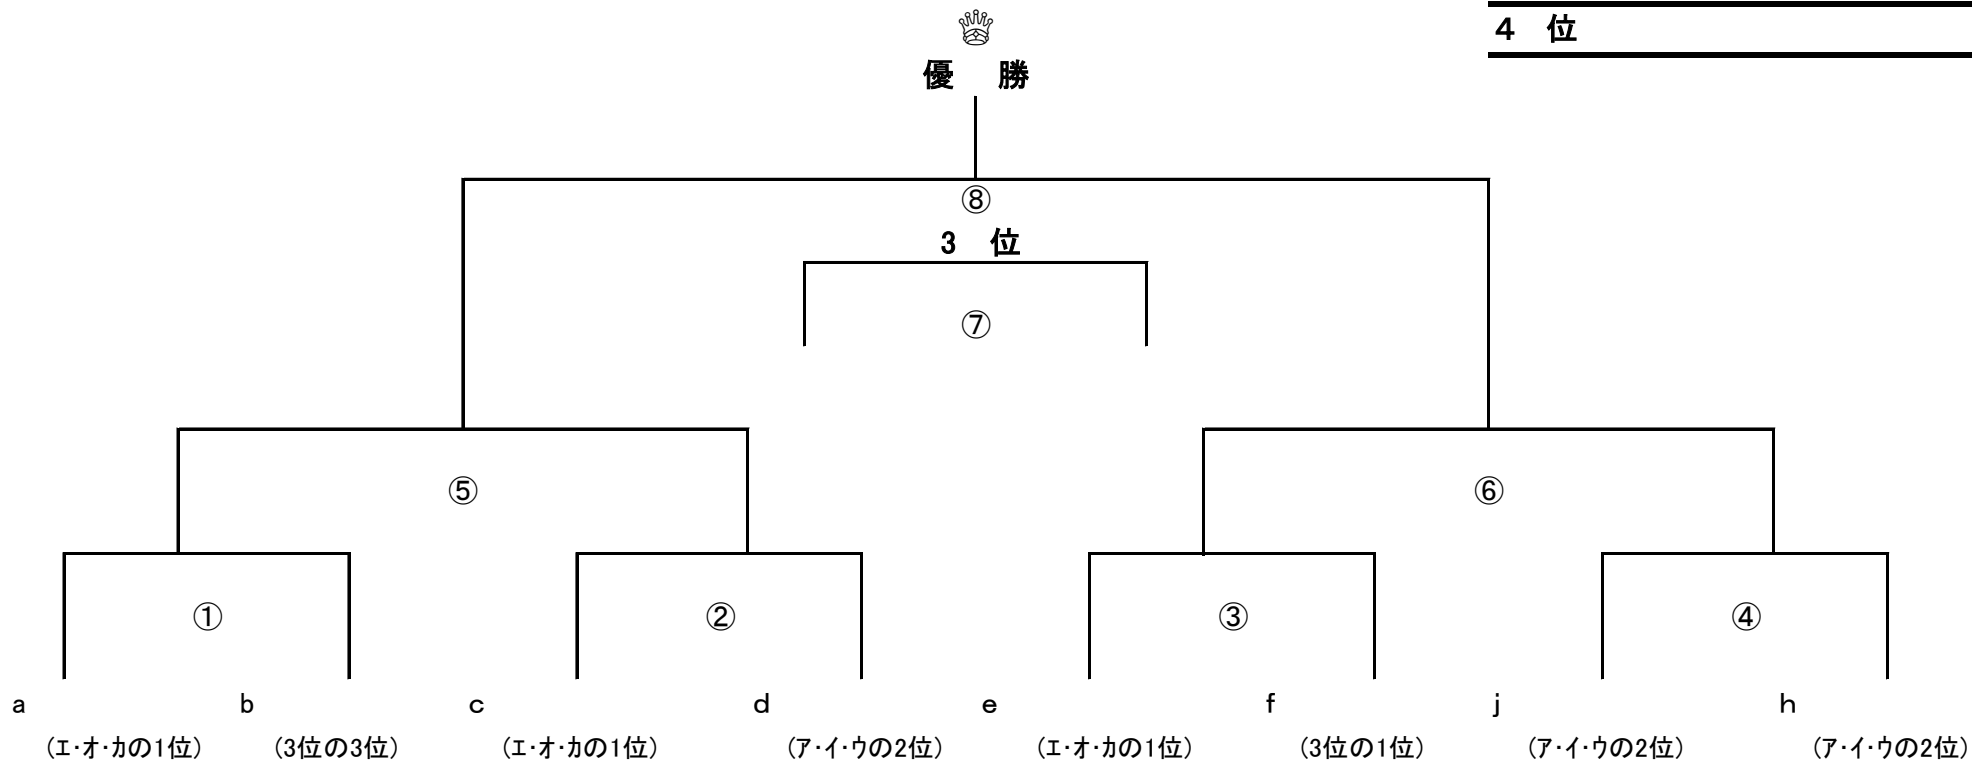 4 位
優 勝
⑧
3 位
⑦
⑤ ⑥
① ② ③ ④
a b c d e f j h
(ｴ･ｵ･ｶの1位) (3位の3位) (ｴ･ｵ･ｶの1位) (ｱ･ｲ･ｳの2位) (ｴ･ｵ･ｶの1位) (3位の1位) (ｱ･ｲ･ｳの2位) (ｱ･ｲ･ｳの2位)